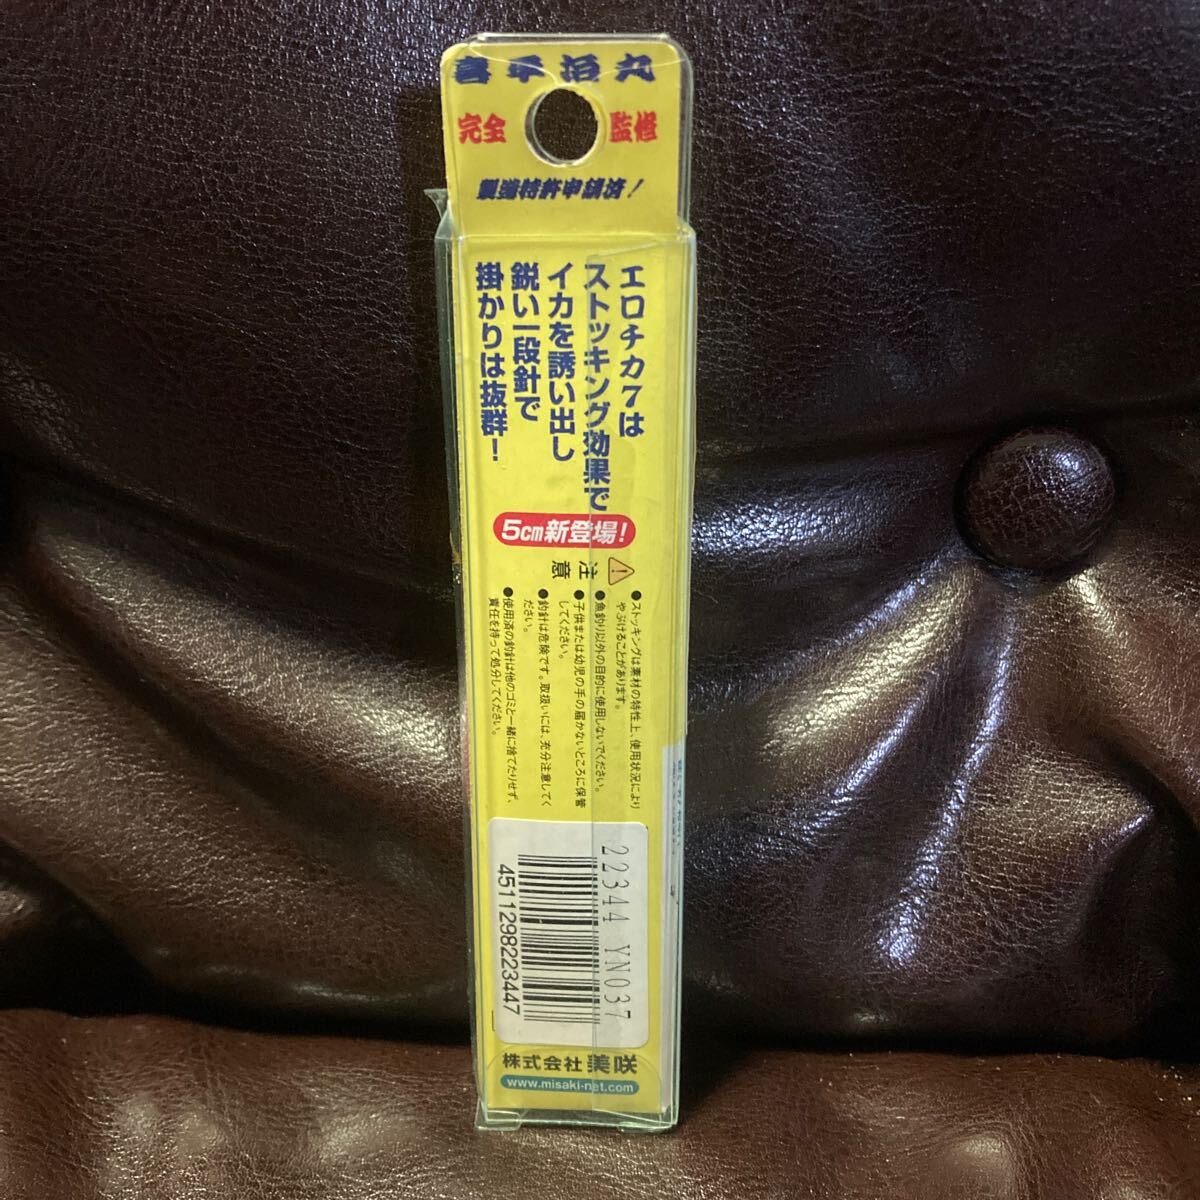 喜平治丸
完全 監修
製造特許申請済！
エロチカ7は
ストッキング効果で
イカを誘い出し
鋭い一段針で
掛かりは抜群！
5cm新登場！
注意
●ストッキングは素材の特性上、使用状況により
やぶけることがあります。
●魚釣り以外の目的に使用しないでください。
●子供または幼児の手の届かないところに保管
してください。
●釣針は危険です。取扱いには、充分注意してく
ださい。
●使用済の釣針は他のゴミと一緒に捨てたりせず、
責任を持って処分してください。
22344 YN037
4511298223447
株式会社 美咲
www.misaki-net.com